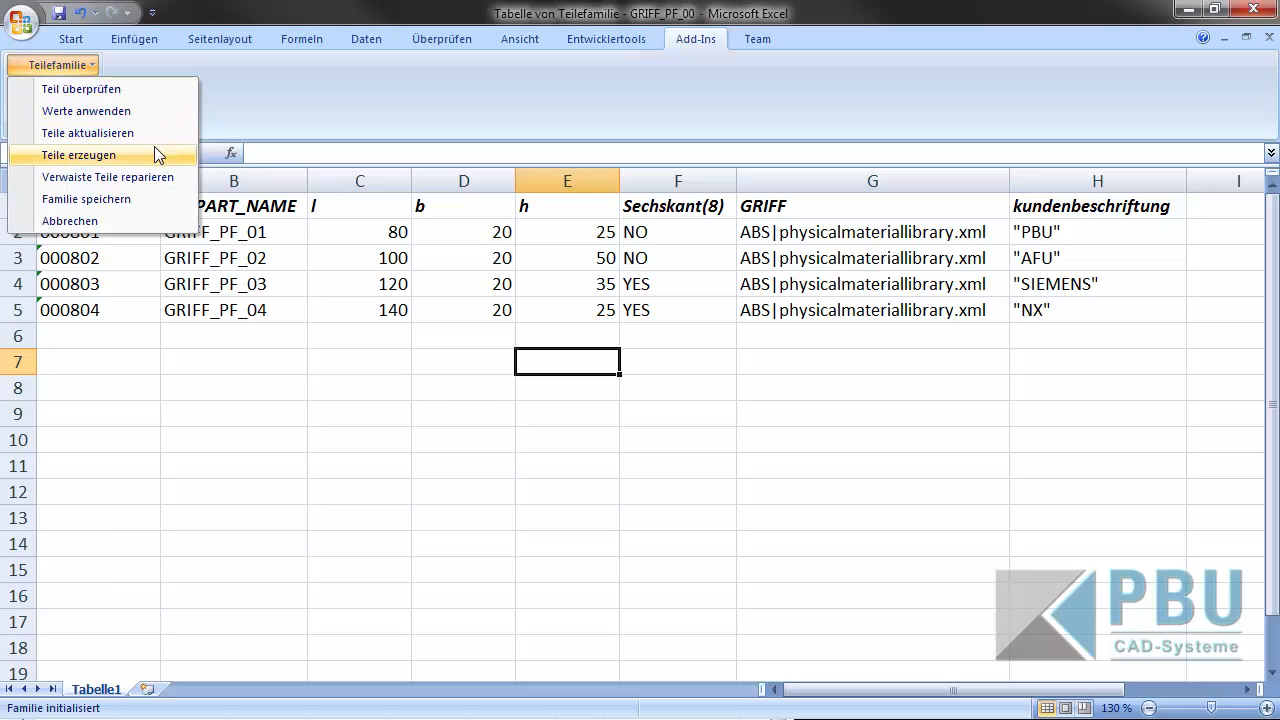 Tabelle von Teilefamilie - GRIFF_PF_00 - Microsoft Excel
Start Einfügen Seitenlayout Formeln Daten Überprüfen Ansicht Entwicklertools Add-Ins Team
Teilefamilie
Teil überprüfen
Werte anwenden
Teile aktualisieren
Teile erzeugen
Verwaiste Teile reparieren
Familie speichern
Abbrechen
fx
B C D E F G H I
PART_NAME l b h Sechskant(8) GRIFF kundenbeschriftung
2 000801 GRIFF_PF_01 80 20 25 NO ABS|physicalmateriallibrary.xml "PBU"
3 000802 GRIFF_PF_02 100 20 50 NO ABS|physicalmateriallibrary.xml "AFU"
4 000803 GRIFF_PF_03 120 20 35 YES ABS|physicalmateriallibrary.xml "SIEMENS"
5 000804 GRIFF_PF_04 140 20 25 YES ABS|physicalmateriallibrary.xml "NX"
6
7
8
9
10
11
12
13
14
15
16
17
18
19
PBU
CAD-Systeme
Tabelle1
Familie initialisiert 130 %